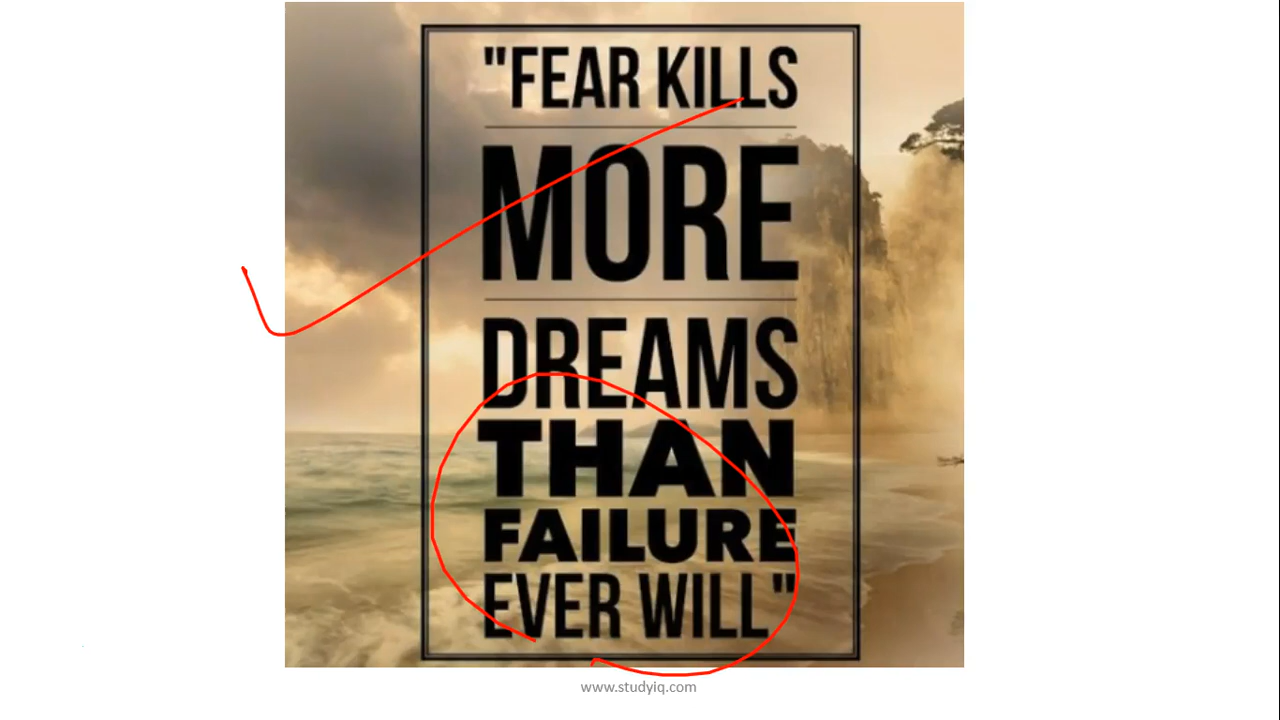 "FEAR KILLS
MORE
DREAMS
THAN
FAILURE
EVER WILL"
www.studyiq.com